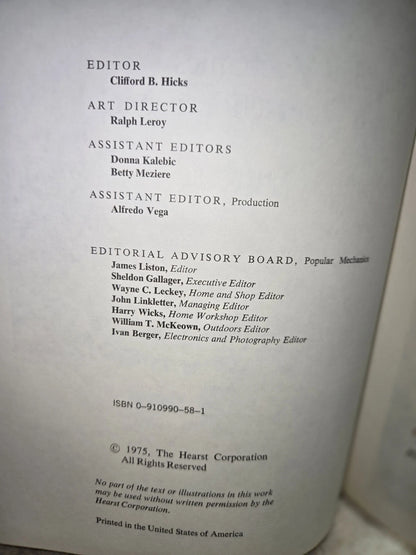 EDITOR
Clifford B. Hicks
ART DIRECTOR
Ralph Leroy
ASSISTANT EDITORS
Donna Kalebic
Betty Meziere
ASSISTANT EDITOR, Production
Alfredo Vega
EDITORIAL ADVISORY BOARD, Popular Mechanics
James Liston, Editor
Sheldon Gallager, Executive Editor
Wayne C. Leckey, Home and Shop Editor
John Linkletter, Managing Editor
Harry Wicks, Home Workshop Editor
William T. McKeown, Outdoors Editor
Ivan Berger, Electronics and Photography Editor
ISBN 0-910990-58-1
© 1975, The Hearst Corporation
All Rights Reserved
No part of the text or illustrations in this work
may be used without written permission by the
Hearst Corporation.
Printed in the United States of America